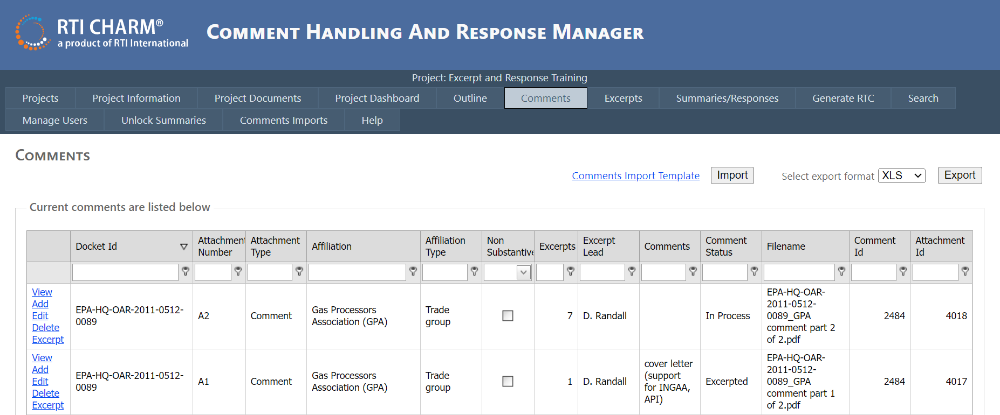 RTI CHARM®
a product of RTI International
COMMENT HANDLING AND RESPONSE MANAGER
Project: Excerpt and Response Training
Projects Project Information Project Documents Project Dashboard Outline Comments Excerpts Summaries/Responses Generate RTC Search
Manage Users Unlock Summaries Comments Imports Help
COMMENTS
Comments Import Template Import Select export format XLS Export
Current comments are listed below
Docket Id
Attachment
Number
Attachment
Type
Affiliation
Affiliation
Type
Non
Substantive
Excerpts
Excerpt
Lead
Comments
Comment
Status
Filename
Comment
Id
Attachment
Id
View
Add
Edit
Delete
Excerpt
EPA-HQ-OAR-2011-0512-
0089
A2
Comment
Gas Processors
Association (GPA)
Trade
group
7
D. Randall
In Process
EPA-HQ-OAR-
2011-0512-
0089_GPA
comment part 2
of 2.pdf
2484
4018
View
Add
Edit
Delete
Excerpt
EPA-HQ-OAR-2011-0512-
0089
A1
Comment
Gas Processors
Association (GPA)
Trade
group
1
D. Randall
cover letter
(support
for INGAA,
API)
Excerpted
EPA-HQ-OAR-
2011-0512-
0089_GPA
comment part 1
of 2.pdf
2484
4017